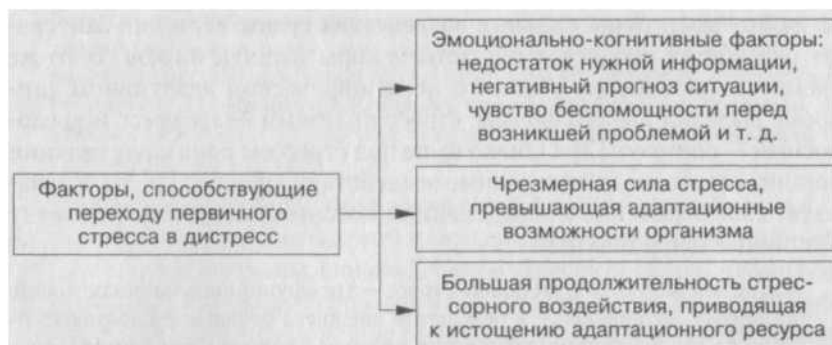 Эмоционально-когнитивные факторы:
недостаток нужной информации,
негативный прогноз ситуации,
чувство беспомощности перед
возникшей проблемой и т. д.
Факторы, способствующие
переходу первичного
стресса в дистресс
Чрезмерная сила стресса,
превышающая адаптационные
возможности организма
Большая продолжительность стрес-
сорного воздействия, приводящая
к истощению адаптационного ресурса